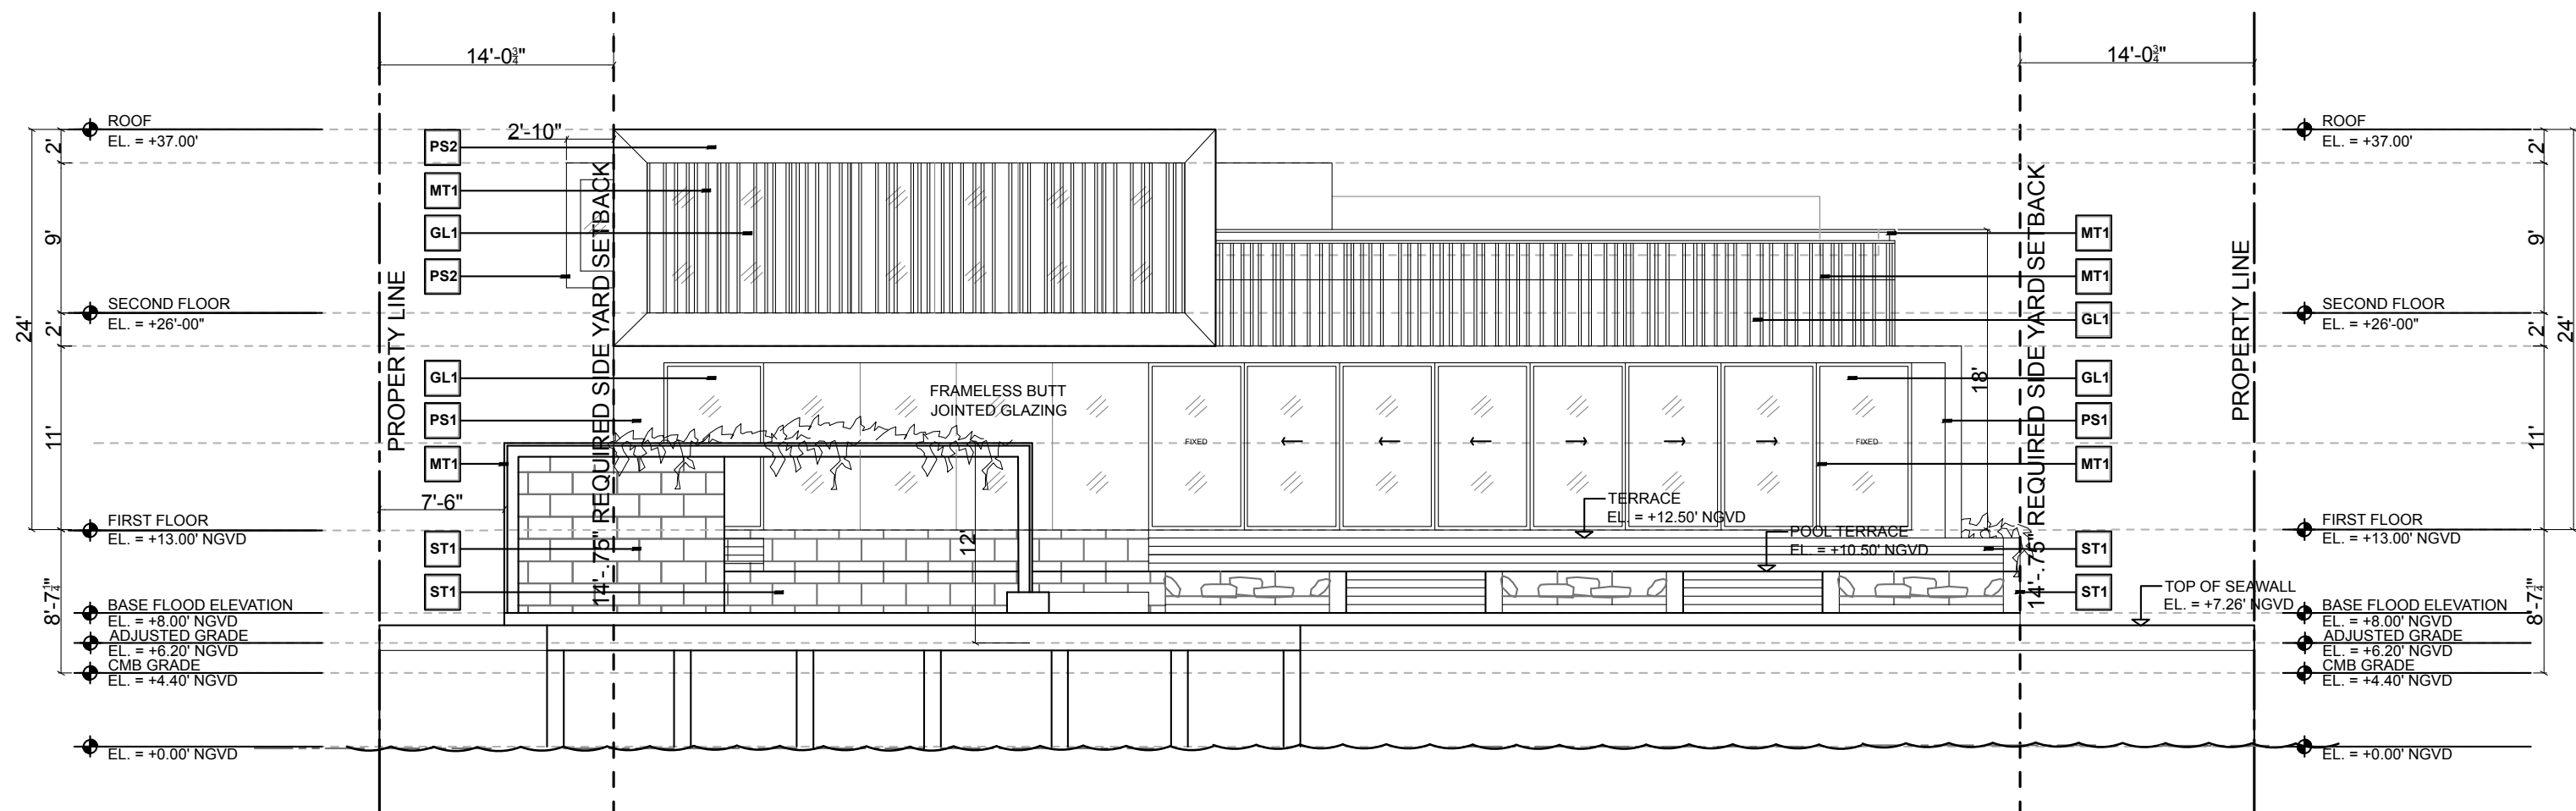 14'-0¾"
14'-0¾"
ROOF
EL. = +37.00'
2'
2'-10"
PS2
MT1
GL1
PS2
9'
SECOND FLOOR
EL. = +26'-00"
2'
24'
11'
PROPERTY LINE
14'-.75" REQUIRED SIDE YARD SETBACK
GL1
PS1
MT1
7'-6"
FIRST FLOOR
EL. = +13.00' NGVD
ST1
ST1
8'-7¼"
BASE FLOOD ELEVATION
EL. = +8.00' NGVD
ADJUSTED GRADE
EL. = +6.20' NGVD
CMB GRADE
EL. = +4.40' NGVD
EL. = +0.00' NGVD
FRAMELESS BUTT
JOINTED GLAZING
FIXED
FIXED
12'
18'
TERRACE
EL. = +12.50' NGVD
POOL TERRACE
EL. = +10.50' NGVD
14'-.75" REQUIRED SIDE YARD SETBACK
MT1
MT1
GL1
GL1
PS1
MT1
ST1
ST1
TOP OF SEAWALL
EL. = +7.26' NGVD
PROPERTY LINE
ROOF
EL. = +37.00'
2'
9'
SECOND FLOOR
EL. = +26'-00"
2'
24'
11'
FIRST FLOOR
EL. = +13.00' NGVD
8'-7¼"
BASE FLOOD ELEVATION
EL. = +8.00' NGVD
ADJUSTED GRADE
EL. = +6.20' NGVD
CMB GRADE
EL. = +4.40' NGVD
EL. = +0.00' NGVD